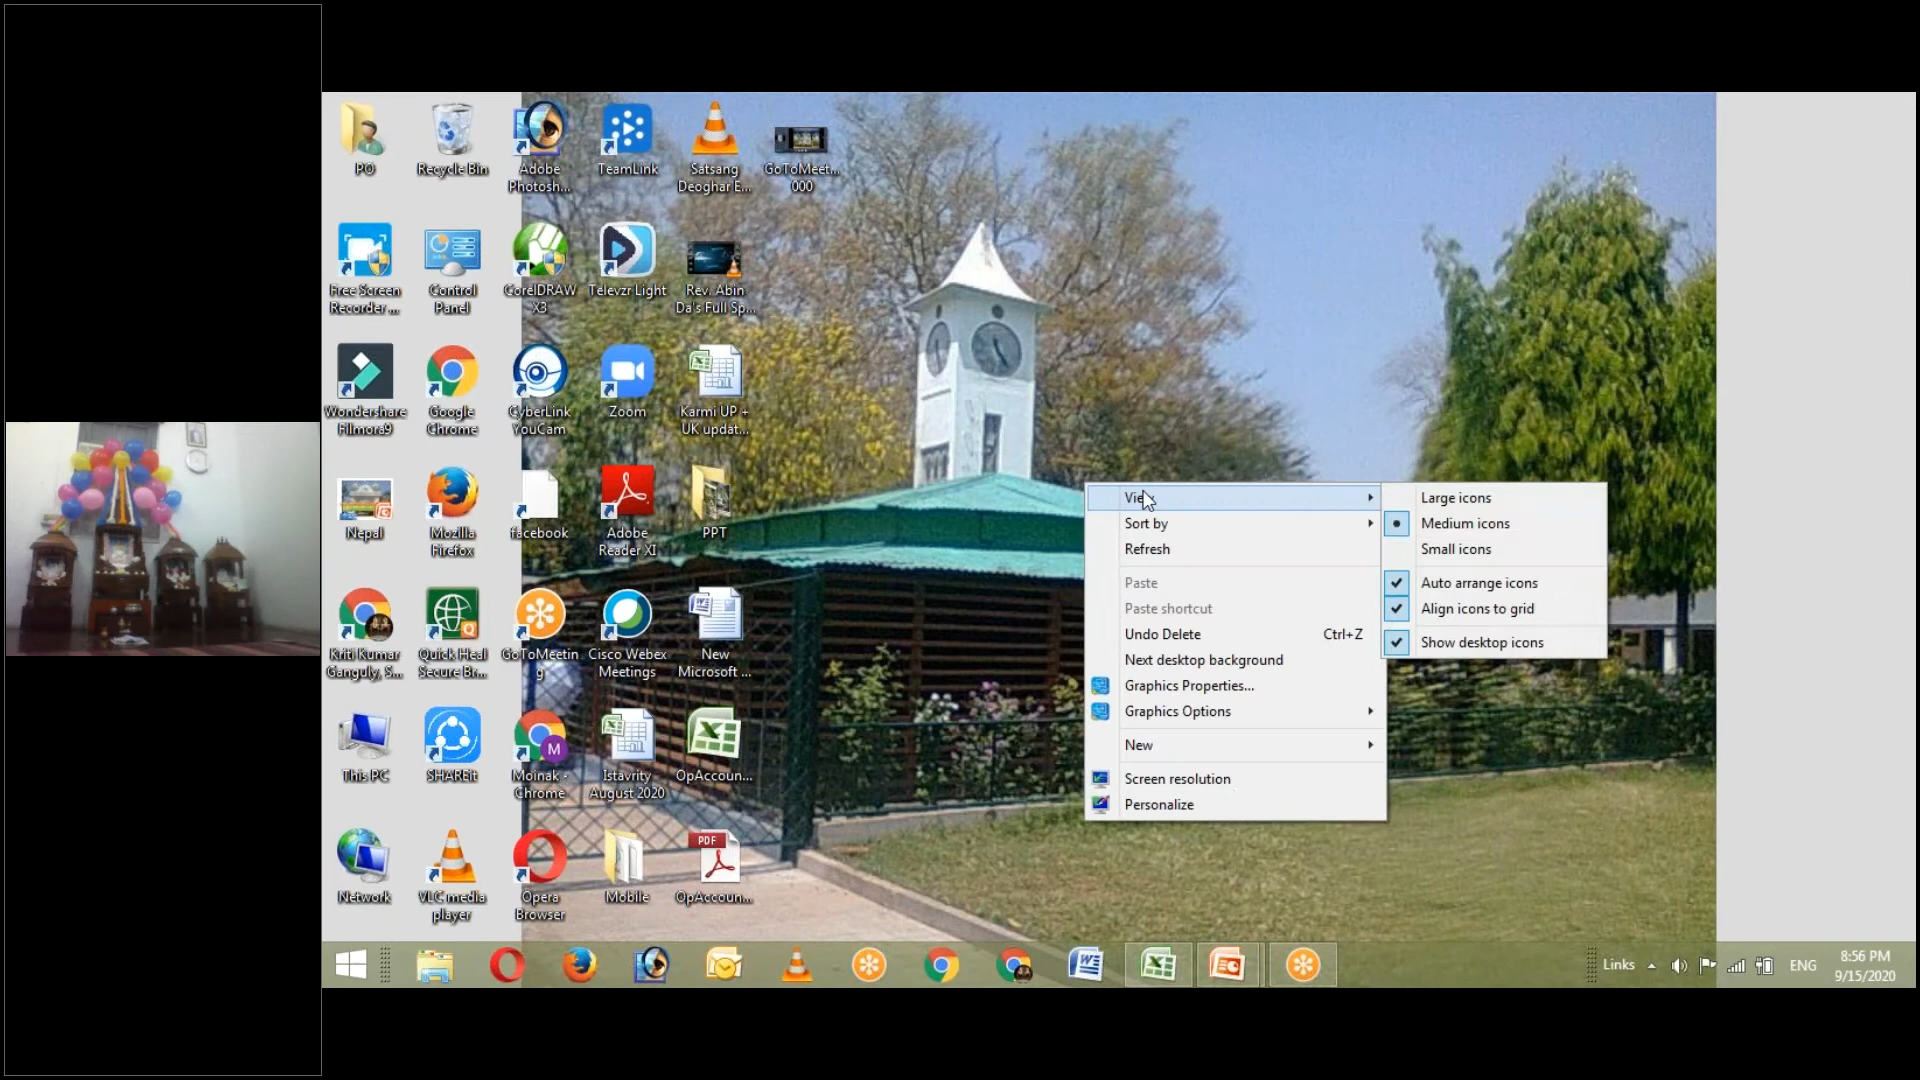 PO
Recycle Bin
Adobe
Photosh...
TeamLink
Satsang
Deoghar E...
GoToMeet...
000
Free Screen
Recorder ...
Control
Panel
CorelDRAW
X3
Televzr Light
Rev. Abin
Da's Full Sp...
Wondershare
Filmora9
Google
Chrome
CyberLink
YouCam
Zoom
Karmi UP +
UK updat...
Nepal
Mozilla
Firefox
facebook
Adobe
Reader XI
PPT
Kriti Kumar
Ganguly, S...
Quick Heal
Secure Br...
GoToMeetin
g
Cisco Webex
Meetings
New
Microsoft ...
This PC
SHAREit
M
Moinak -
Chrome
Istavrity
August 2020
OpAccoun...
Network
VLC media
player
Opera
Browser
Mobile
PDF
OpAccoun...
View
Sort by
Refresh
Paste
Paste shortcut
Undo Delete Ctrl+Z
Next desktop background
Graphics Properties...
Graphics Options
New
Screen resolution
Personalize
Large icons
Medium icons
Small icons
Auto arrange icons
Align icons to grid
Show desktop icons
Links
ENG
8:56 PM
9/15/2020